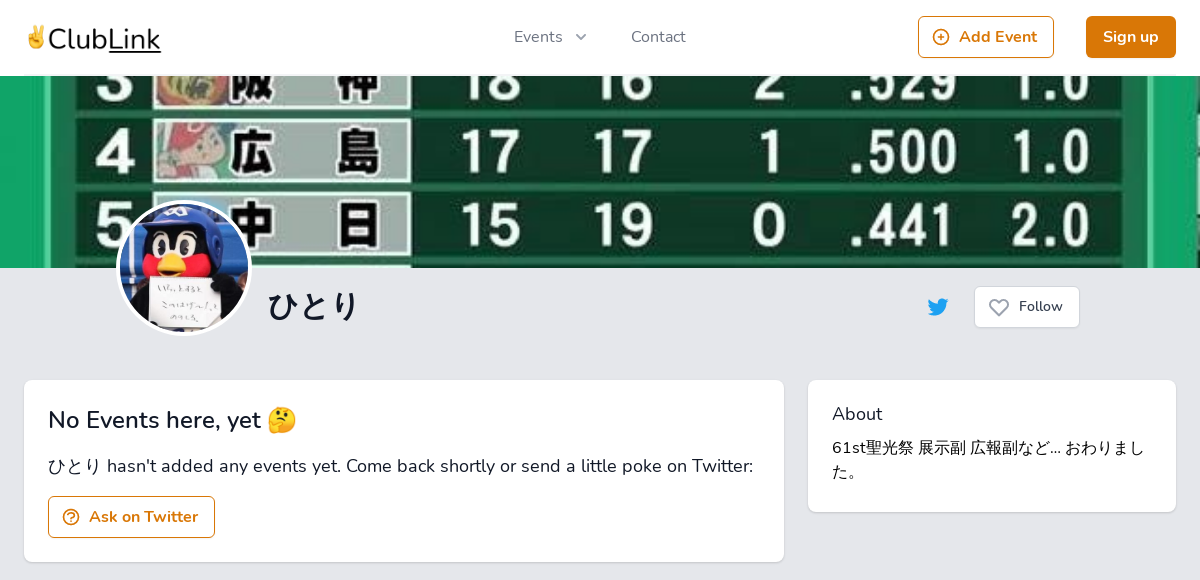 ✌️ClubLink
Events
Contact
Add Event
Sign up
3 阪神 18 16 2 .529 1.0
4 広島 17 17 1 .500 1.0
5 中日 15 19 0 .441 2.0
ひとり
Follow
No Events here, yet 🤔
ひとり hasn't added any events yet. Come back shortly or send a little poke on Twitter:
Ask on Twitter
About
61st聖光祭 展示副 広報副など... おわりまし
た。